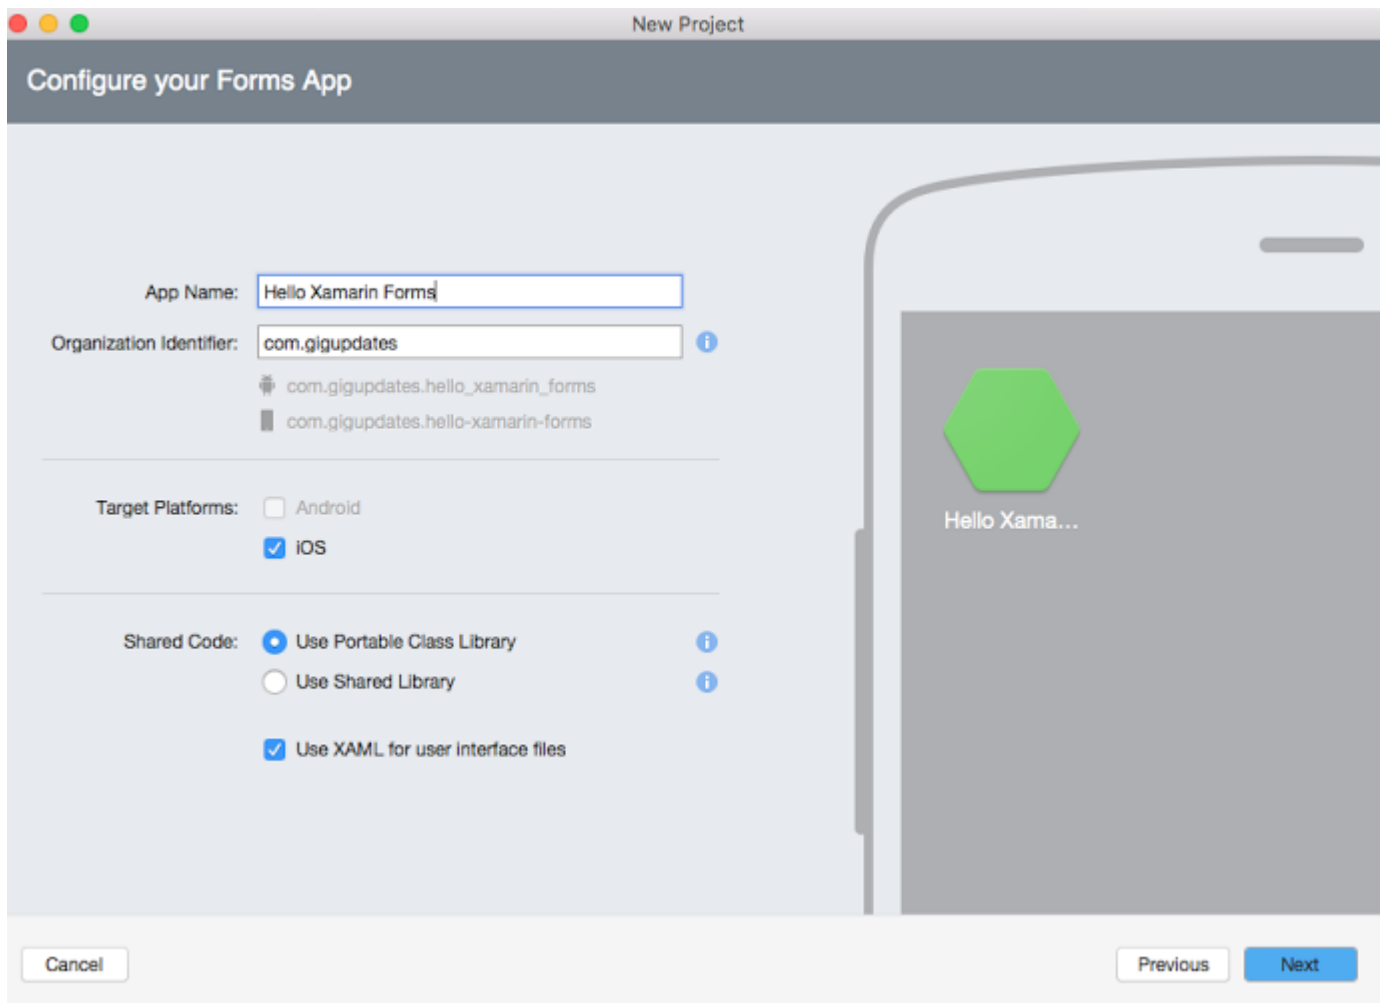 New Project
Configure your Forms App
App Name: Hello Xamarin Forms
Organization Identifier: com.gigupdates
com.gigupdates.hello_xamarin_forms
com.gigupdates.hello-xamarin-forms
Target Platforms: Android
iOS
Shared Code: Use Portable Class Library
Use Shared Library
Use XAML for user interface files
Hello Xama...
Cancel Previous Next